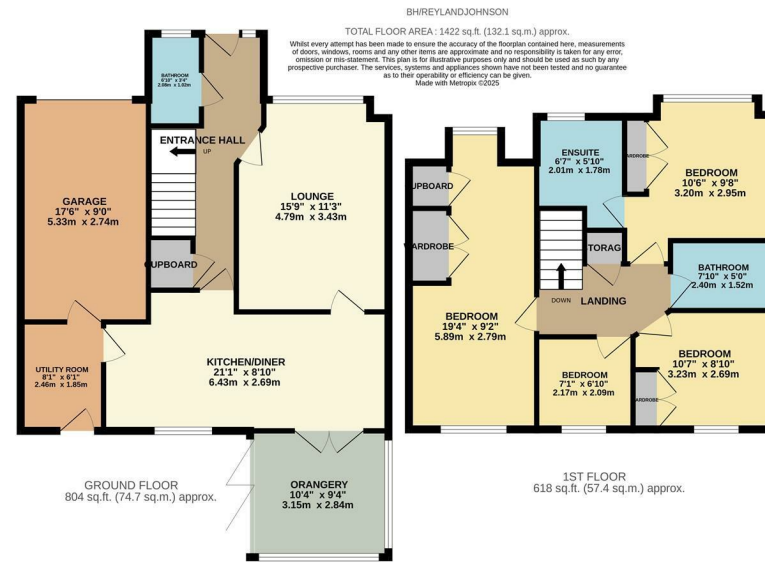 BH/REYLANDJOHNSON
TOTAL FLOOR AREA : 1422 sq.ft. (132.1 sq.m.) approx.
Whilst every attempt has been made to ensure the accuracy of the floorplan contained here, measurements
of doors, windows, rooms and any other items are approximate and no responsibility is taken for any error,
omission or mis-statement. This plan is for illustrative purposes only and should be used as such by any
prospective purchaser. The services, systems and appliances shown have not been tested and no guarantee
as to their operability or efficiency can be given.
Made with Metropix ©2025
BATHROOM
6'10" x 3'4"
2.08m x 1.02m
ENTRANCE HALL
UP
GARAGE
17'6" x 9'0"
5.33m x 2.74m
LOUNGE
15'9" x 11'3"
4.79m x 3.43m
CUPBOARD
UTILITY ROOM
8'1" x 6'1"
2.46m x 1.85m
KITCHEN/DINER
21'1" x 8'10"
6.43m x 2.69m
ORANGERY
10'4" x 9'4"
3.15m x 2.84m
GROUND FLOOR
804 sq.ft. (74.7 sq.m.) approx.
UPBOARD
WARDROBE
BEDROOM
19'4" x 9'2"
5.89m x 2.79m
ENSUITE
6'7" x 5'10"
2.01m x 1.78m
ARDROBE
BEDROOM
10'6" x 9'8"
3.20m x 2.95m
TORAG
BATHROOM
7'10" x 5'0"
2.40m x 1.52m
DOWN
LANDING
BEDROOM
7'1" x 6'10"
2.17m x 2.09m
BEDROOM
10'7" x 8'10"
3.23m x 2.69m
ARDROBE
1ST FLOOR
618 sq.ft. (57.4 sq.m.) approx.